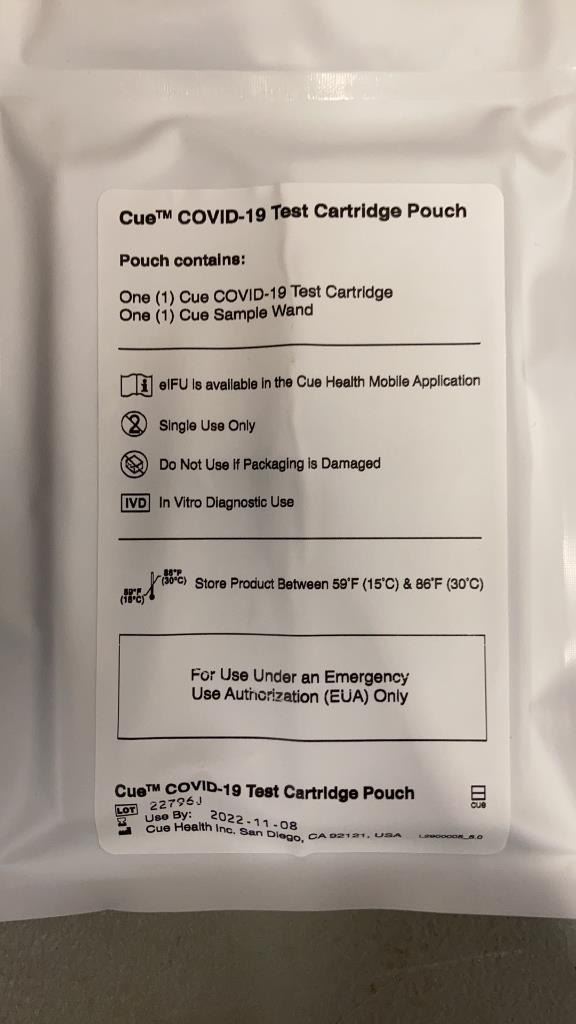 Cue™ COVID-19 Test Cartridge Pouch
Pouch contains:
One (1) Cue COVID-19 Test Cartridge
One (1) Cue Sample Wand
eIFU is available in the Cue Health Mobile Application
Single Use Only
Do Not Use if Packaging is Damaged
IVD In Vitro Diagnostic Use
86°F
(30°C)
59°F
(15°C)
Store Product Between 59°F (15°C) & 86°F (30°C)
For Use Under an Emergency
Use Authorization (EUA) Only
Cue™ COVID-19 Test Cartridge Pouch
LOT 22796J
Use By: 2022-11-08
Cue Health Inc. San Diego, CA 92121, USA
cue